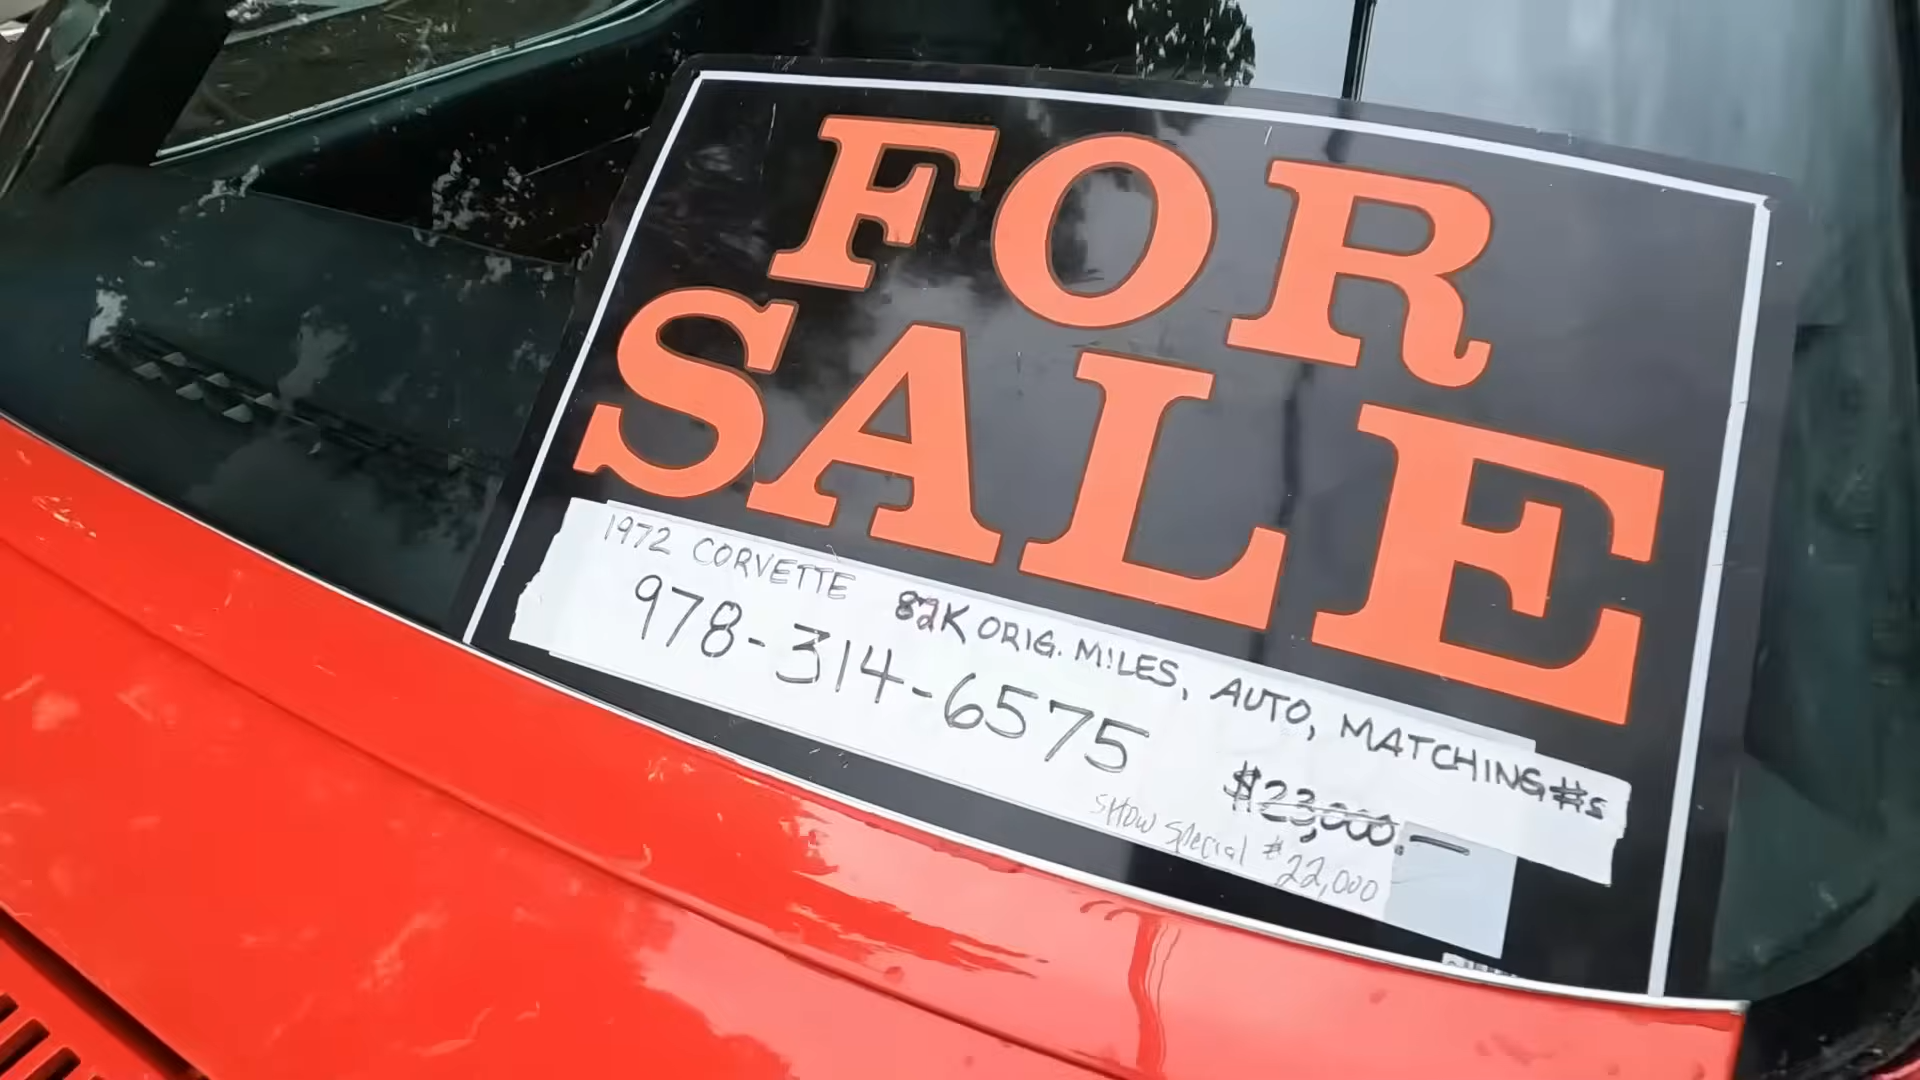 FOR
SALE
1972 CORVETTE 82K ORIG. MILES, AUTO, MATCHING #S
978-314-6575
$23,000.—
SHOW SPECIAL $22,000